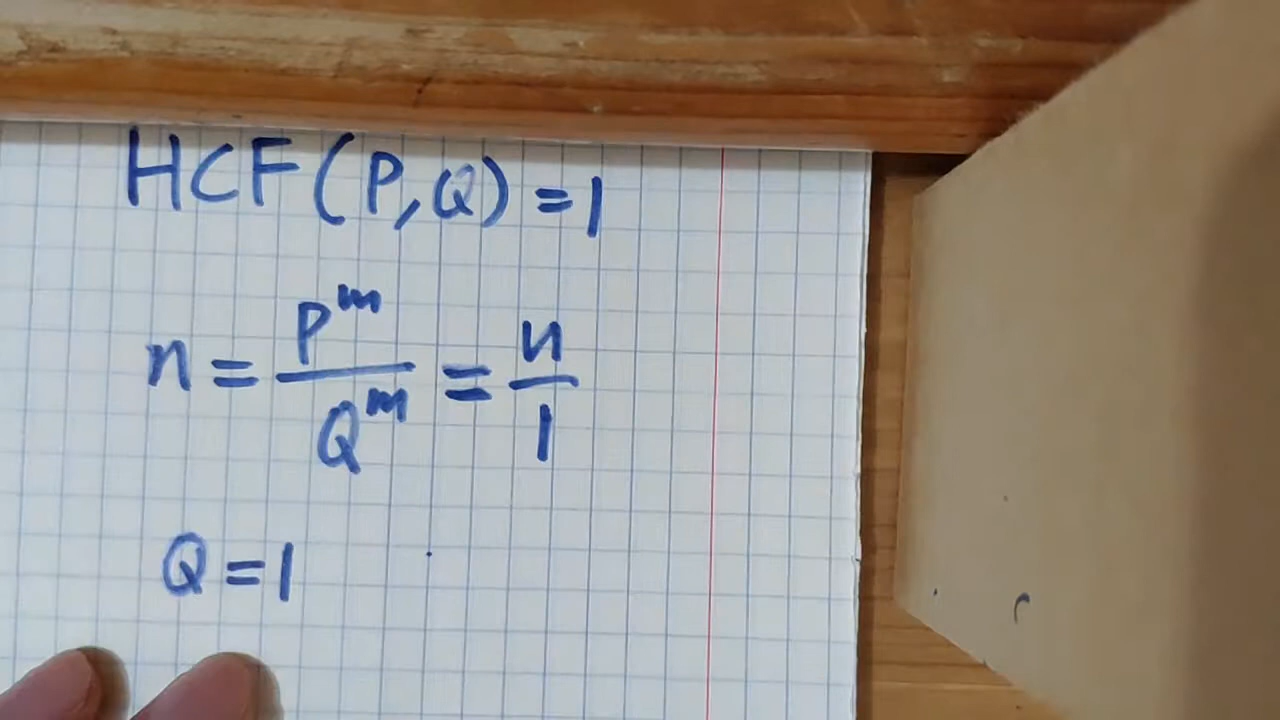 HCF(P,Q)=1
n = P^m/Q^m = n/1
Q=1